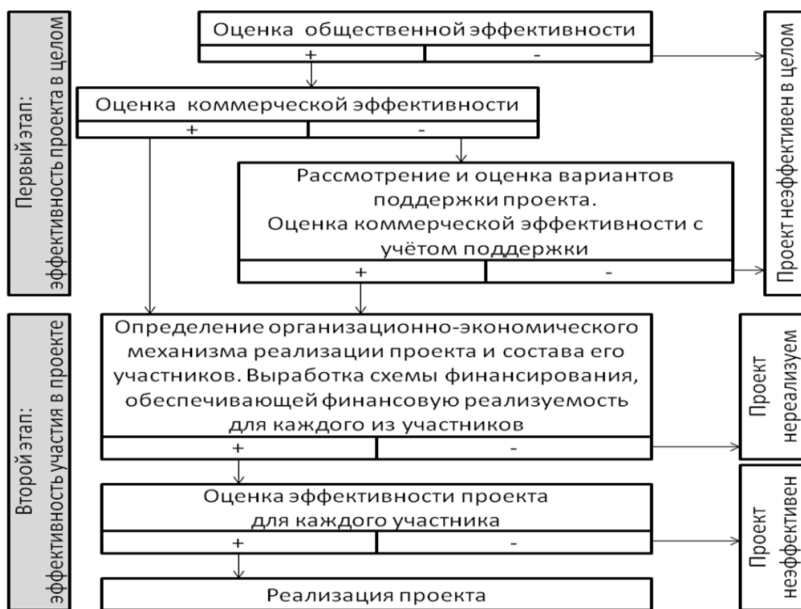 Первый этап:
эффективность проекта в целом
Оценка общественной эффективности
+ -
Оценка коммерческой эффективности
+ -
Рассмотрение и оценка вариантов
поддержки проекта.
Оценка коммерческой эффективности с
учётом поддержки
+ -
Проект неэффективен в целом
Второй этап:
эффективность участия в проекте
Определение организационно-экономического
механизма реализации проекта и состава его
участников. Выработка схемы финансирования,
обеспечивающей финансовую реализуемость
для каждого из участников
+ -
Проект
нереализуем
Оценка эффективности проекта
для каждого участника
+ -
Проект
неэффективен
Реализация проекта